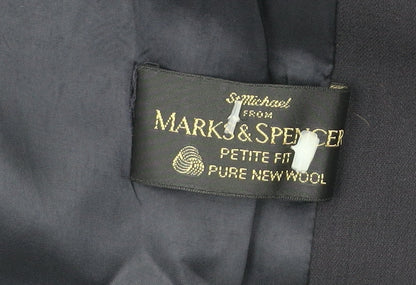 St Michael
FROM
MARKS & SPENCER
PETITE FIT
PURE NEW WOOL